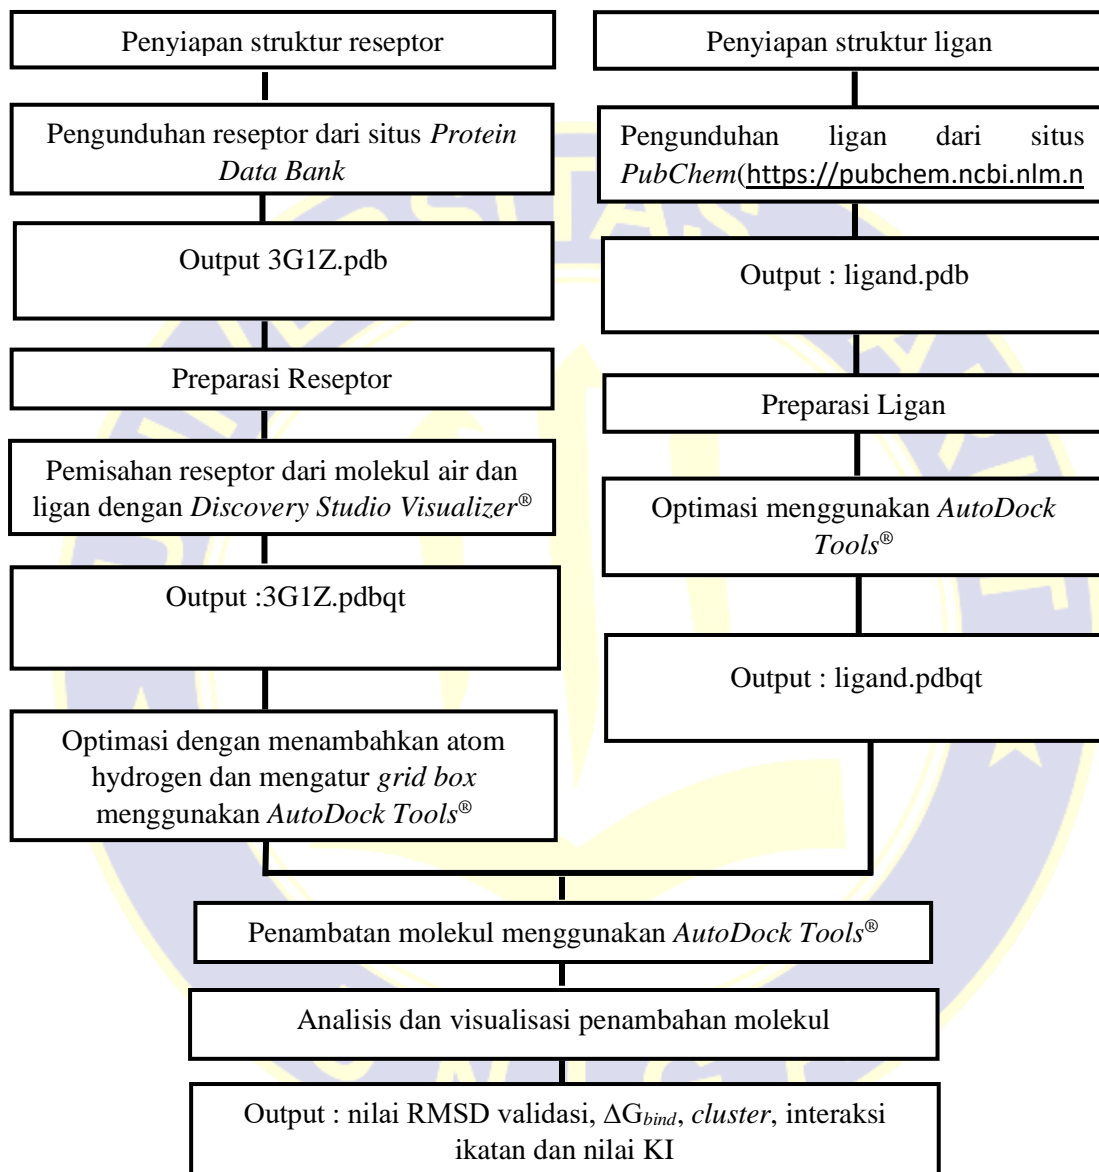 Penyiapan struktur reseptor
Pengunduhan reseptor dari situs Protein
Data Bank
Output 3G1Z.pdb
Preparasi Reseptor
Pemisahan reseptor dari molekul air dan
ligan dengan Discovery Studio Visualizer®
Output :3G1Z.pdbqt
Optimasi dengan menambahkan atom
hydrogen dan mengatur grid box
menggunakan AutoDock Tools®
Penyiapan struktur ligan
Pengunduhan ligan dari situs
PubChem(https://pubchem.ncbi.nlm.n
Output : ligand.pdb
Preparasi Ligan
Optimasi menggunakan AutoDock
Tools®
Output : ligand.pdbqt
Penambatan molekul menggunakan AutoDock Tools®
Analisis dan visualisasi penambahan molekul
Output : nilai RMSD validasi, ΔGbind, cluster, interaksi
ikatan dan nilai KI